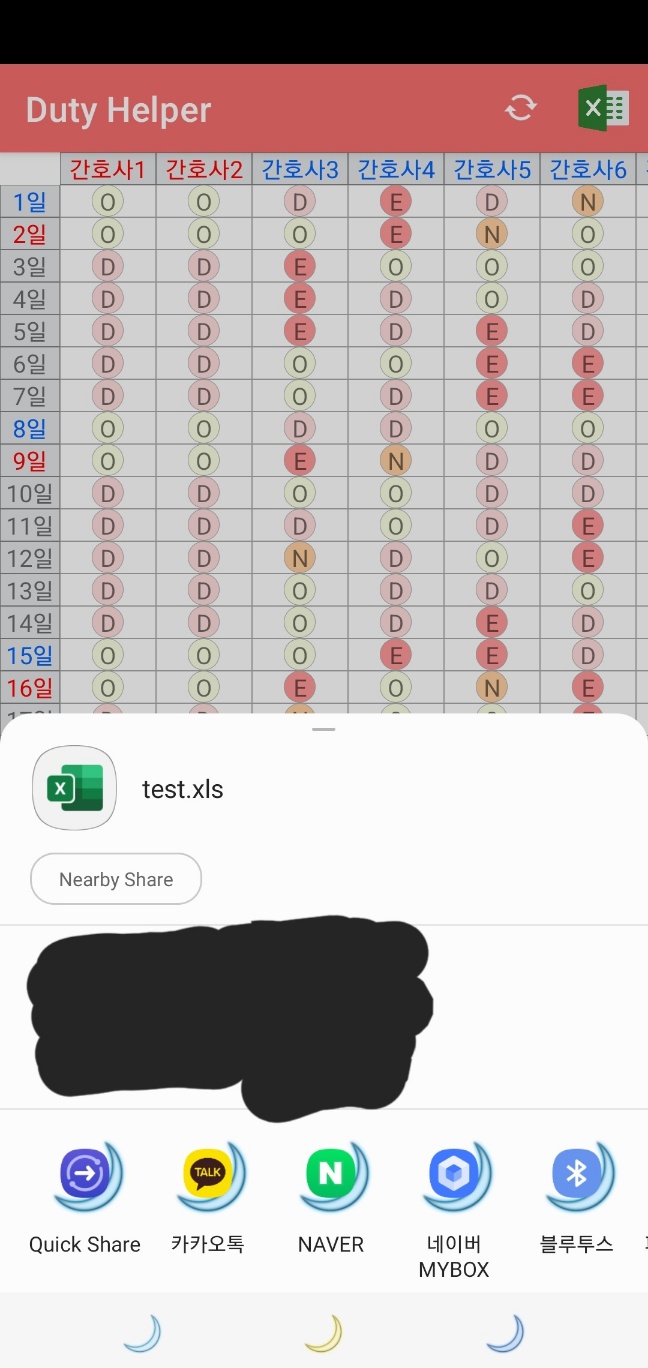 Duty Helper
간호사1 간호사2 간호사3 간호사4 간호사5 간호사6
1일 O O D E D N
2일 O O O E N O
3일 D D E O O O
4일 D D E D O D
5일 D D E D E D
6일 D D O O E E
7일 D D O D E E
8일 O O D D O O
9일 O O E N D D
10일 D D O O D D
11일 D D D O D E
12일 D D N D O E
13일 D D O D D O
14일 D D O D E D
15일 O O O E E D
16일 O O E O N E
X test.xls
Nearby Share
TALK N
Quick Share 카카오톡 NAVER 네이버 MYBOX 블루투스